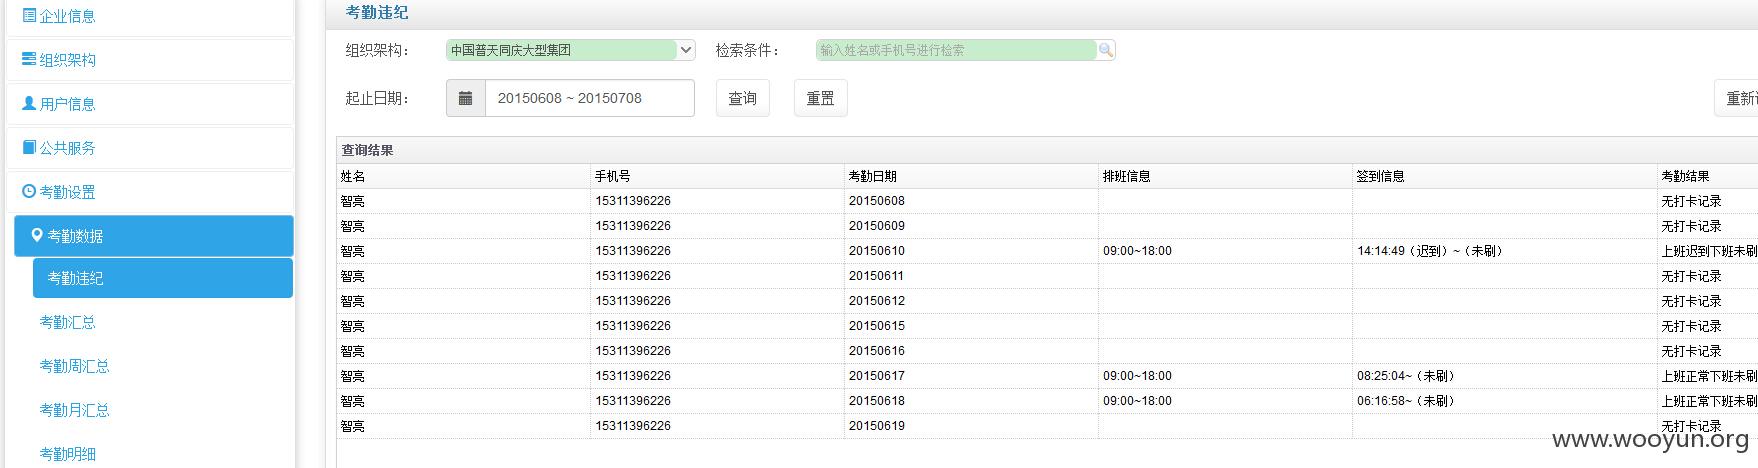 企业信息
组织架构
用户信息
公共服务
考勤设置
考勤数据
考勤违纪
考勤汇总
考勤周汇总
考勤月汇总
考勤明细
考勤违纪
组织架构： 中国普天同庆大型集团 检索条件： 输入姓名或手机号进行检索
起止日期： 20150608 ~ 20150708 查询 重置 重新
查询结果
姓名 手机号 考勤日期 排班信息 签到信息 考勤结果
智亮 15311396226 20150608 无打卡记录
智亮 15311396226 20150609 无打卡记录
智亮 15311396226 20150610 09:00~18:00 14:14:49（迟到）~（未刷） 上班迟到下班未刷
智亮 15311396226 20150611 无打卡记录
智亮 15311396226 20150612 无打卡记录
智亮 15311396226 20150615 无打卡记录
智亮 15311396226 20150616 无打卡记录
智亮 15311396226 20150617 09:00~18:00 08:25:04~（未刷） 上班正常下班未刷
智亮 15311396226 20150618 09:00~18:00 06:16:58~（未刷） 上班正常下班未刷
智亮 15311396226 20150619 无打卡记录
www.wooyun.org